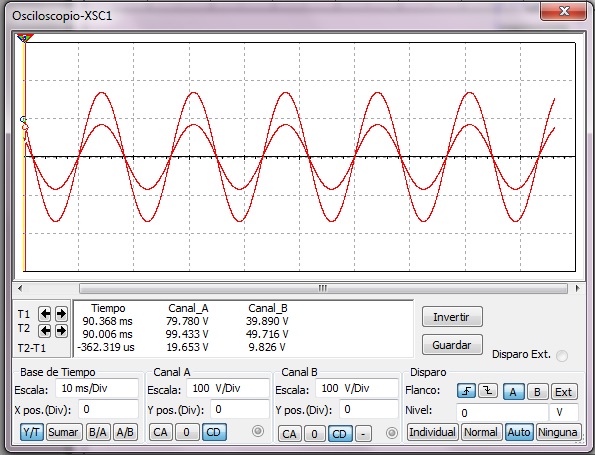 Osciloscopio-XSC1
Tiempo Canal_A Canal_B
T1 90.368 ms 79.780 V 39.890 V
T2 90.006 ms 99.433 V 49.716 V
T2-T1 -362.319 us 19.653 V 9.826 V
Invertir
Guardar
Disparo Ext.
Base de Tiempo
Escala: 10 ms/Div
X pos.(Div): 0
Y/T Sumar B/A A/B
Canal A
Escala: 100 V/Div
Y pos.(Div): 0
CA 0 CD
Canal B
Escala: 100 V/Div
Y pos.(Div): 0
CA 0 CD -
Disparo
Flanco: A B Ext
Nivel: 0 V
Individual Normal Auto Ninguna